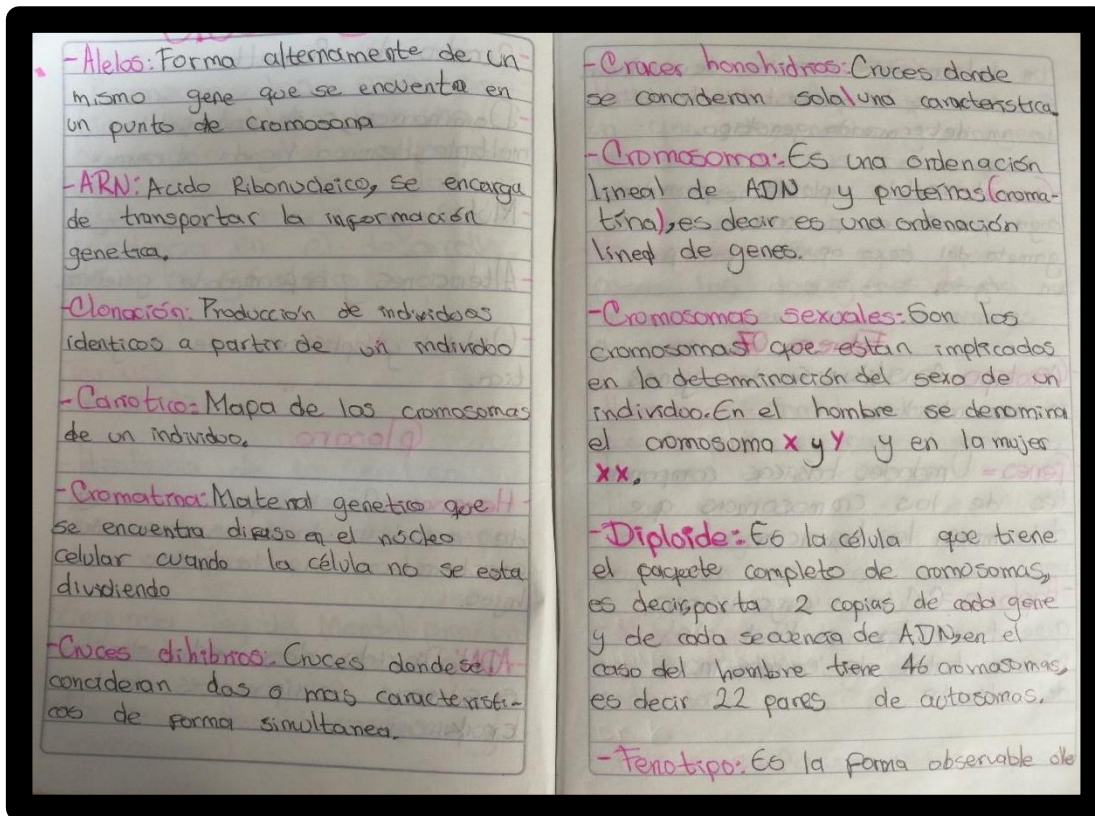 -Alelos: Forma alternamente de un
mismo gene que se encuentra en
un punto de cromosona
-ARN: Acido Ribonucleico, se encarga
de transportar la información
genetica.
-Clonación: Producción de individuos
identicos a partir de un individuo
-Cariotico: Mapa de los cromosomas
de un individuo.
-Cromatina: Material genetico que
se encuentra difuso en el núcleo
celular cuando la célula no se esta
dividiendo
-Cruces dihibrios: Cruces donde se
concideran dos o mas caracteristi-
cas de forma simultanea.
-Cruces honohidrios: Cruces donde
se concideran sola\una caracteristica
-Cromosoma: Es una ordenación
lineal de ADN y proteinas (croma-
tina), es decir es una ordenación
lineal de genes.
-Cromosomas sexuales: Son los
cromosomas que están implicados
en la determinación del sexo de un
individuo. En el hombre se denomina
el cromosoma x y Y y en la mujer
xx.
-Diploide: Es la célula que tiene
el paquete completo de cromosomas,
es decir, porta 2 copias de cada gene
y de cada secuencia de ADN, en el
caso del hombre tiene 46 cromosomas,
es decir 22 pares de autosomas.
-Fenotipo: Es la forma observable de